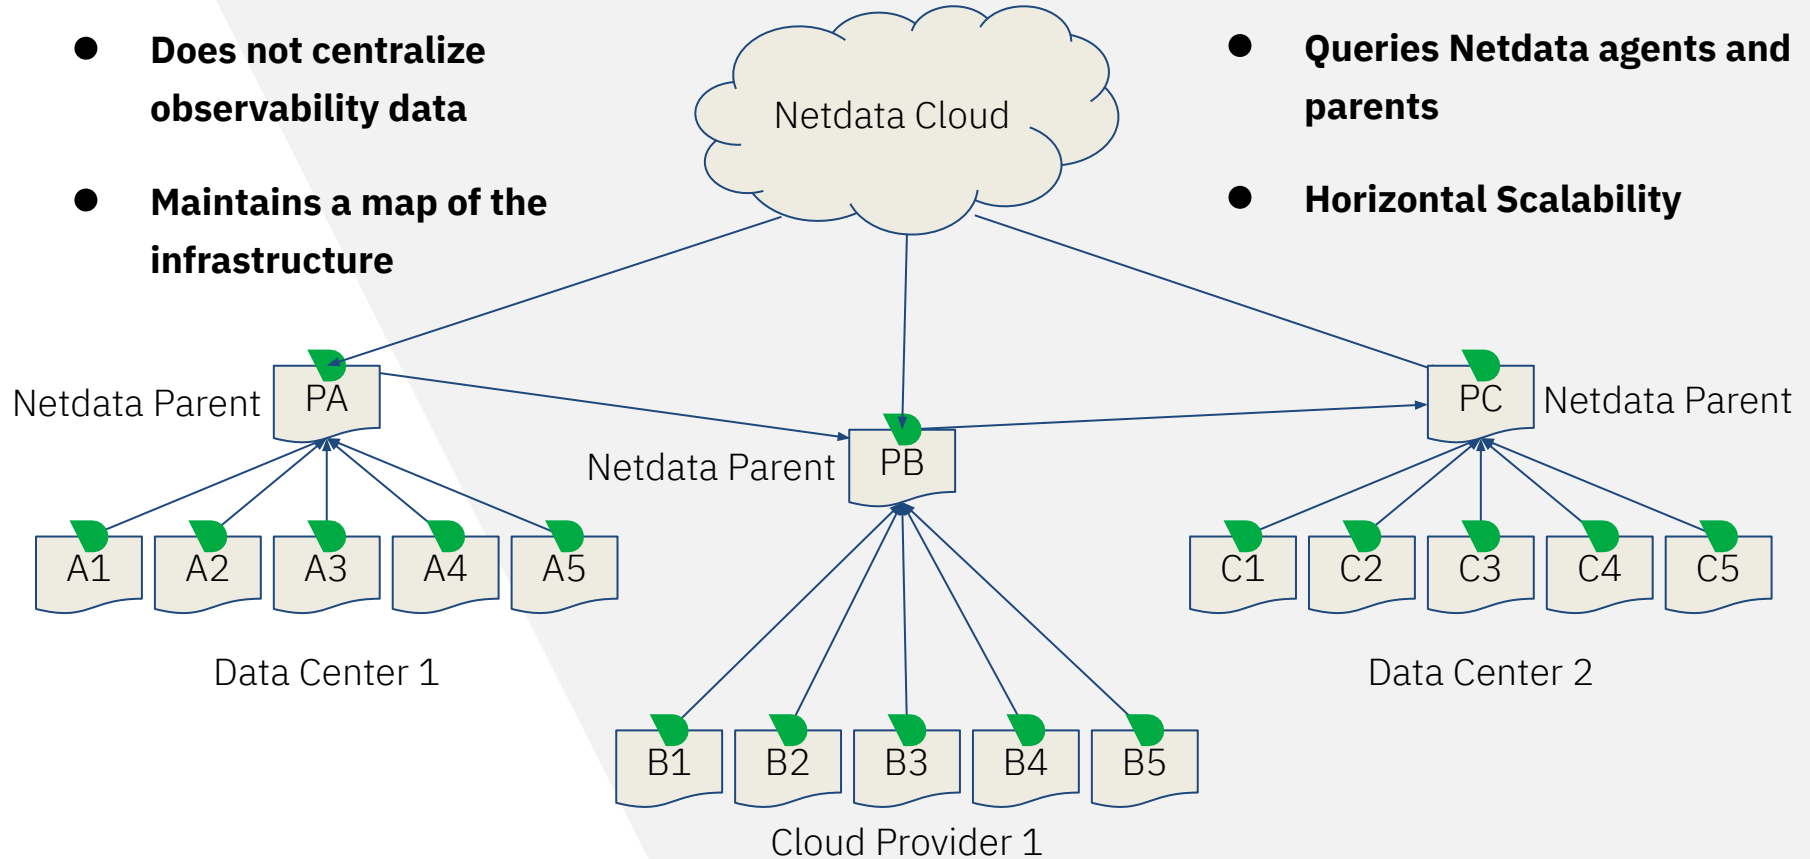 Does not centralize
observability data
Maintains a map of the
infrastructure
Netdata Cloud
Queries Netdata agents and
parents
Horizontal Scalability
Netdata Parent
PA
Netdata Parent
PB
PC
Netdata Parent
A1
A2
A3
A4
A5
Data Center 1
B1
B2
B3
B4
B5
Cloud Provider 1
C1
C2
C3
C4
C5
Data Center 2